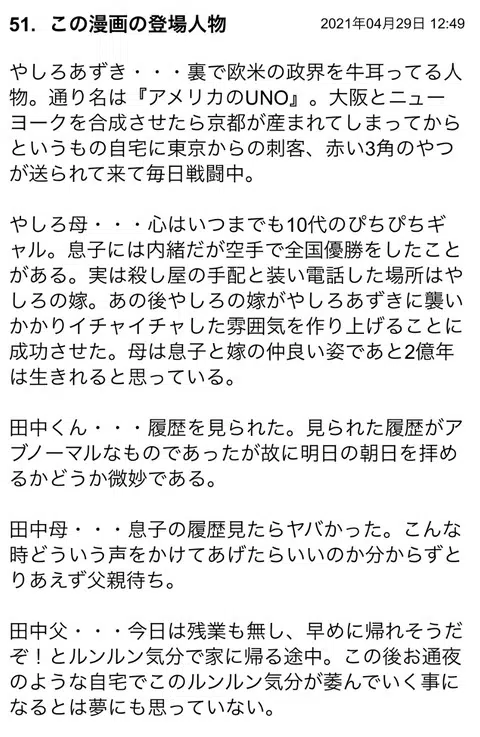 51. この漫画の登場人物 2021年04月29日 12:49
やしろあずき・・・裏で欧米の政界を牛耳ってる人
物。通り名は『アメリカのUNO』。大阪とニュー
ヨークを合成させたら京都が産まれてしまってから
というもの自宅に東京からの刺客、赤い3角のやつ
が送られて来て毎日戦闘中。
やしろ母・・・心はいつまでも10代のぴちぴちギ
ャル。息子には内緒だが空手で全国優勝をしたこと
がある。実は殺し屋の手配と装い電話した場所はや
しろの嫁。あの後やしろの嫁がやしろあずきに襲い
かかりイチャイチャした雰囲気を作り上げることに
成功させた。母は息子と嫁の仲良い姿であと2億年
は生きれると思っている。
田中くん・・・履歴を見られた。見られた履歴がア
ブノーマルなものであったが故に明日の朝日を拝め
るかどうか微妙である。
田中母・・・息子の履歴見たらヤバかった。こんな
時どういう声をかけてあげたらいいのか分からずと
りあえず父親待ち。
田中父・・・今日は残業も無し、早めに帰れそうだ
ぞ！とルンルン気分で家に帰る途中。この後お通夜
のような自宅でこのルンルン気分が萎んでいく事に
なるとは夢にも思っていない。